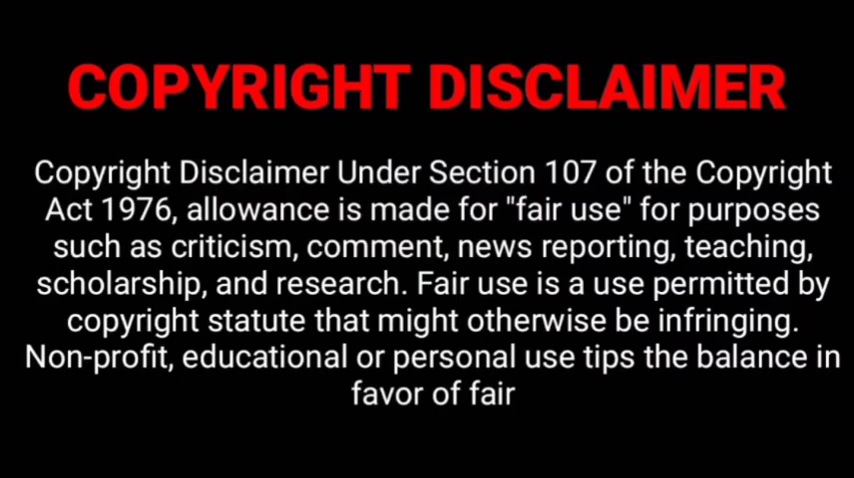 COPYRIGHT DISCLAIMER
Copyright Disclaimer Under Section 107 of the Copyright
Act 1976, allowance is made for "fair use" for purposes
such as criticism, comment, news reporting, teaching,
scholarship, and research. Fair use is a use permitted by
copyright statute that might otherwise be infringing.
Non-profit, educational or personal use tips the balance in
favor of fair